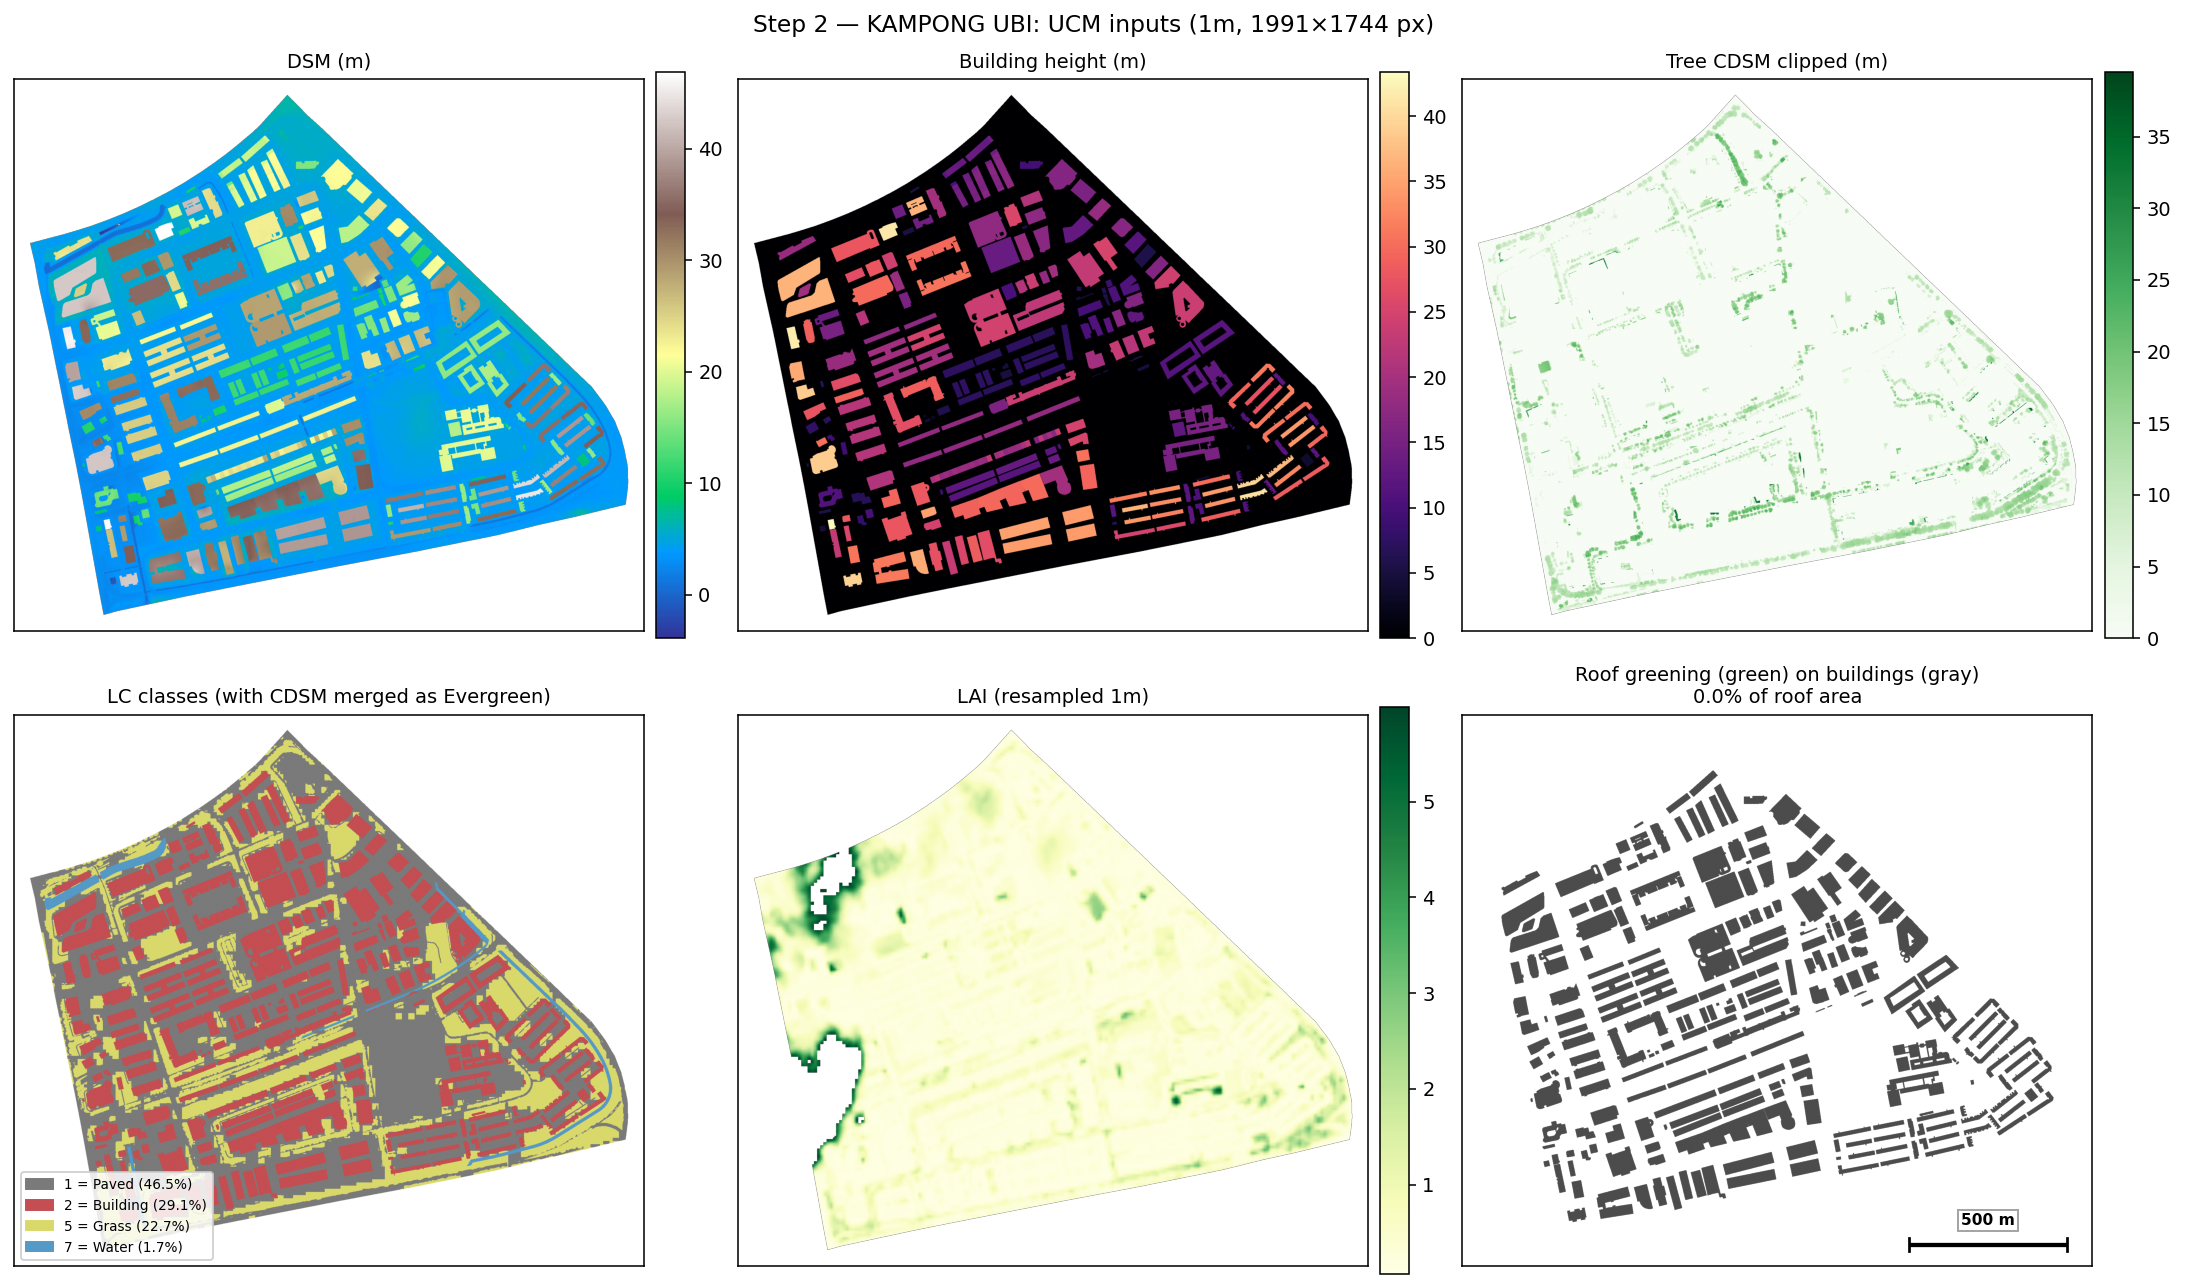 Step 2 — KAMPONG UBI: UCM inputs (1m, 1991×1744 px)
DSM (m)
40
30
20
10
0
Building height (m)
40
35
30
25
20
15
10
5
0
Tree CDSM clipped (m)
35
30
25
20
15
10
5
0
LC classes (with CDSM merged as Evergreen)
1 = Paved (46.5%)
2 = Building (29.1%)
5 = Grass (22.7%)
7 = Water (1.7%)
LAI (resampled 1m)
5
4
3
2
1
Roof greening (green) on buildings (gray)
0.0% of roof area
500 m